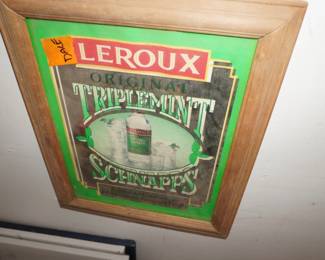 DALE
LEROUX
ORIGINAL
TRIPLEMINT
SCHNAPPS